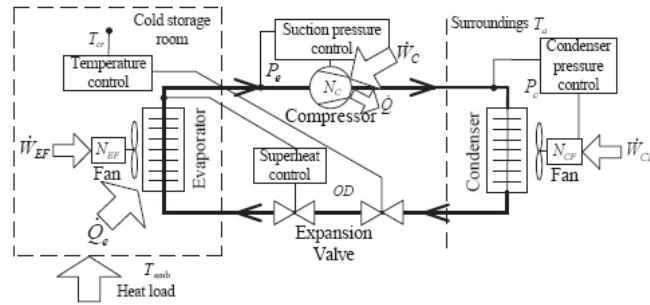 Cold storage
room
T_cr
Temperature
control
Suction pressure
control
P_e
Ẇ_C
N_C
Q̇
Compressor
Surroundings T_a
Condenser
pressure
control
P_c
Ẇ_EF
N_EF
Fan
Evaporator
Superheat
control
OD
Expansion
Valve
Condenser
N_CF
Fan
Ẇ_CF
Q̇_e
T_amb
Heat load